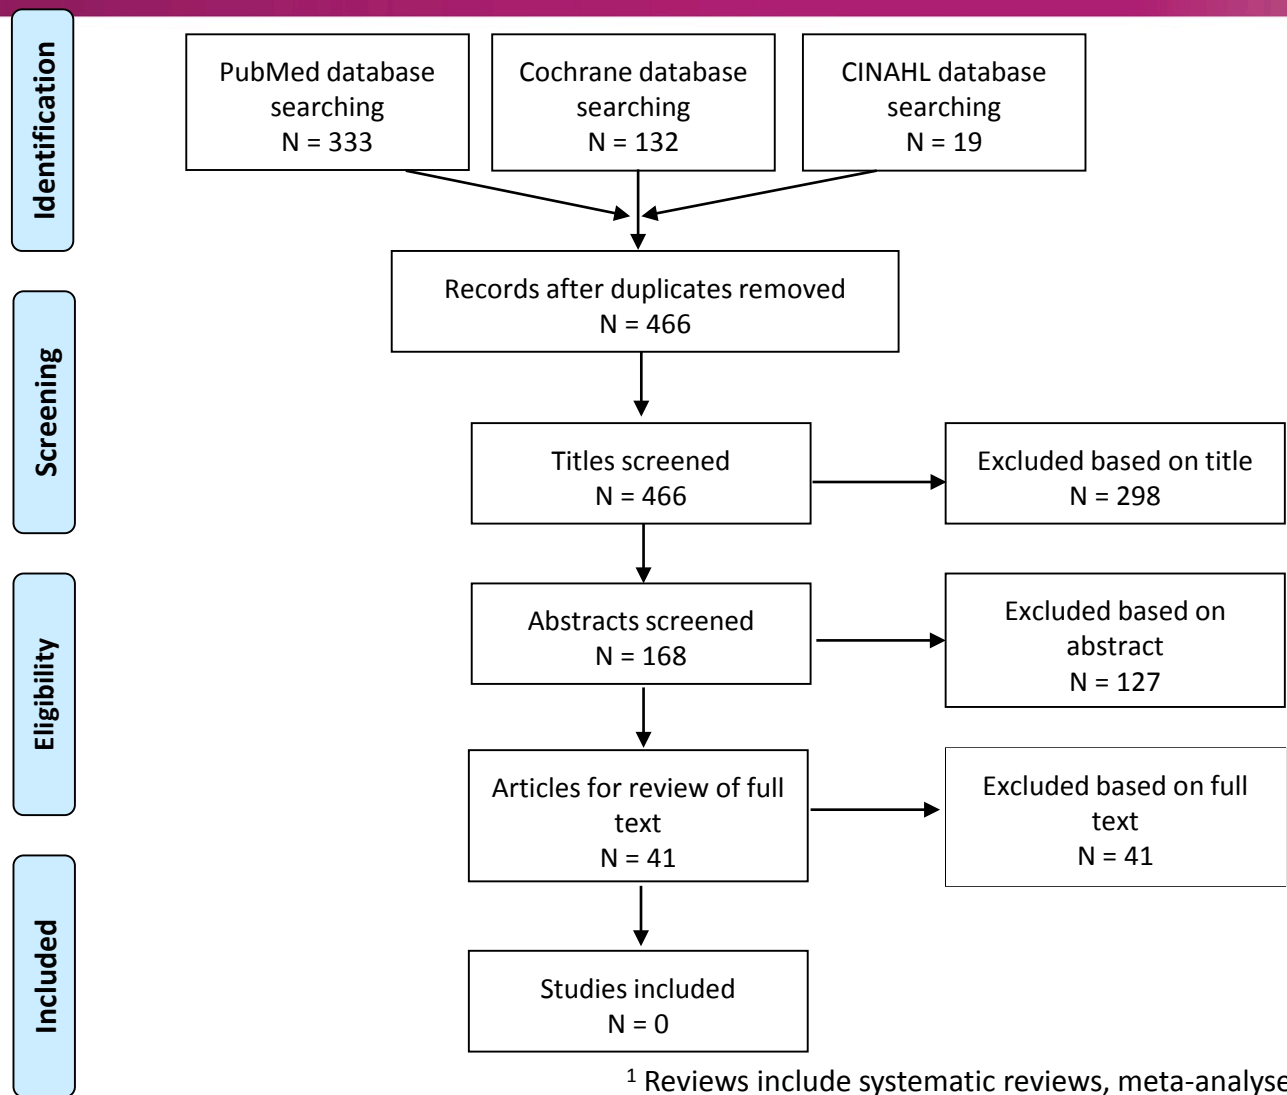 Identification
PubMed database
searching
N = 333
Cochrane database
searching
N = 132
CINAHL database
searching
N = 19
Records after duplicates removed
N = 466
Screening
Titles screened
N = 466
Excluded based on title
N = 298
Eligibility
Abstracts screened
N = 168
Excluded based on
abstract
N = 127
Articles for review of full
text
N = 41
Excluded based on full
text
N = 41
Included
Studies included
N = 0
¹ Reviews include systematic reviews, meta-analyse